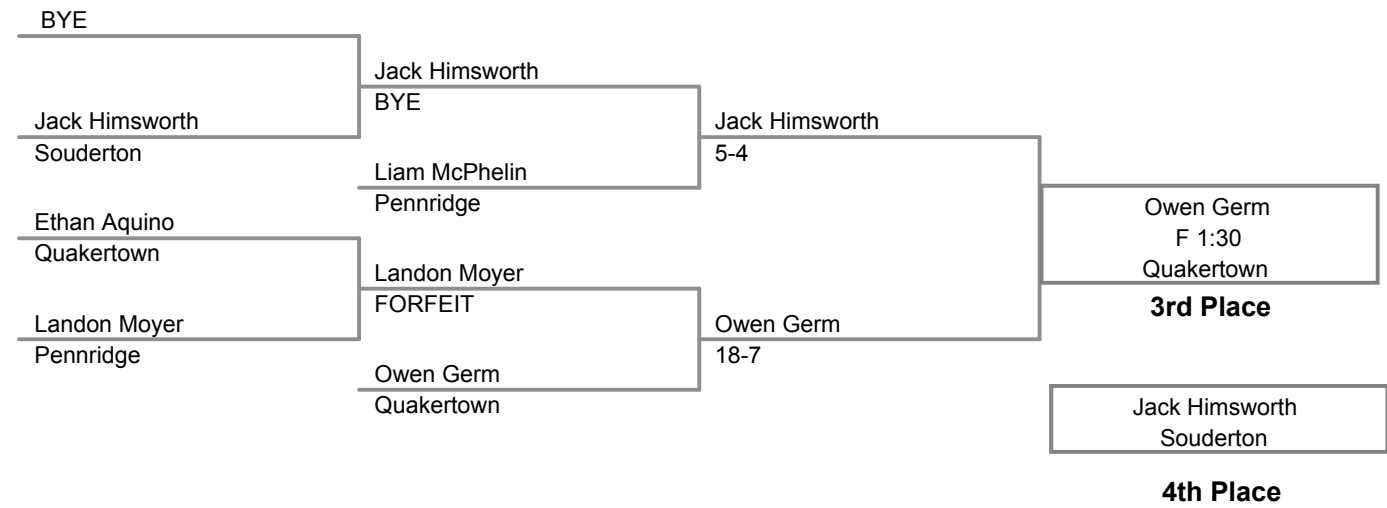 BYE
Jack Himsworth
BYE
Jack Himsworth
Souderton
Jack Himsworth
5-4
Liam McPhelin
Pennridge
Ethan Aquino
Quakertown
Landon Moyer
FORFEIT
Landon Moyer
Pennridge
Owen Germ
18-7
Owen Germ
Quakertown
Owen Germ
F 1:30
Quakertown
3rd Place
Jack Himsworth
Souderton
4th Place